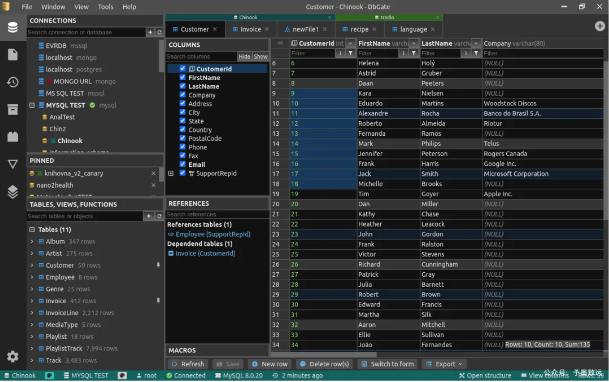 File Window View Tools Help
Customer - Chinook - DbGate
CONNECTIONS
Search connection or database
EVRDB mssql
localhost mongo
localhost postgres
MONGO URL mongo
MS SQL TEST mssql
MYSQL TEST mysql
AnalTest
Chin2
Chinook
PINNED
knihovna_v2_canary
nano2health
TABLES, VIEWS, FUNCTIONS
Search tables or objects
Tables (11)
Album 347 rows
Artist 275 rows
Customer 59 rows
Employee 8 rows
Genre 25 rows
Invoice 412 rows
InvoiceLine 2,212 rows
MediaType 5 rows
Playlist 18 rows
PlaylistTrack 7,994 rows
Track 3,483 rows
Chinook
Customer
Invoice
newFile1
recipe
language
COLUMNS
Search columns
Hide Show
CustomerId
FirstName
LastName
Company
Address
City
State
Country
PostalCode
Phone
Fax
Email
SupportRepId
REFERENCES
Search references
References tables (1)
Employee (SupportRepId)
Dependend tables (1)
Invoice (CustomerId)
MACROS
CustomerId int
FirstName varchar
LastName varchar
Company varchar(80)
Filter Filter Filter Filter
6 6 Helena Holý (NULL)
7 7 Astrid Gruber (NULL)
8 8 Daan Peeters (NULL)
9 9 Kara Nielsen (NULL)
10 10 Eduardo Martins Woodstock Discos
11 11 Alexandre Rocha Banco do Brasil S.A.
12 12 Roberto Almeida Riotur
13 13 Fernanda Ramos (NULL)
14 14 Mark Philips Telus
15 15 Jennifer Peterson Rogers Canada
16 16 Frank Harris Google Inc.
17 17 Jack Smith Microsoft Corporation
18 18 Michelle Brooks (NULL)
19 19 Tim Goyer Apple Inc.
20 20 Dan Miller (NULL)
21 21 Kathy Chase (NULL)
22 22 Heather Leacock (NULL)
23 23 John Gordon (NULL)
24 24 Frank Ralston (NULL)
25 25 Victor Stevens (NULL)
26 26 Richard Cunningham (NULL)
27 27 Patrick Gray (NULL)
28 28 Julia Barnett (NULL)
29 29 Robert Brown (NULL)
30 30 Edward Francis (NULL)
31 31 Martha Silk (NULL)
32 32 Aaron Mitchell (NULL)
33 33 Ellie Sullivan (NULL)
34 34 João Fernandes (NULL)
Rows: 10, Count: 10, Sum:135
Refresh Save New row Delete row(s) Switch to form Export
MYSQL TEST root Connected MySQL 8.0.20 2 minutes ago Open structure View columns